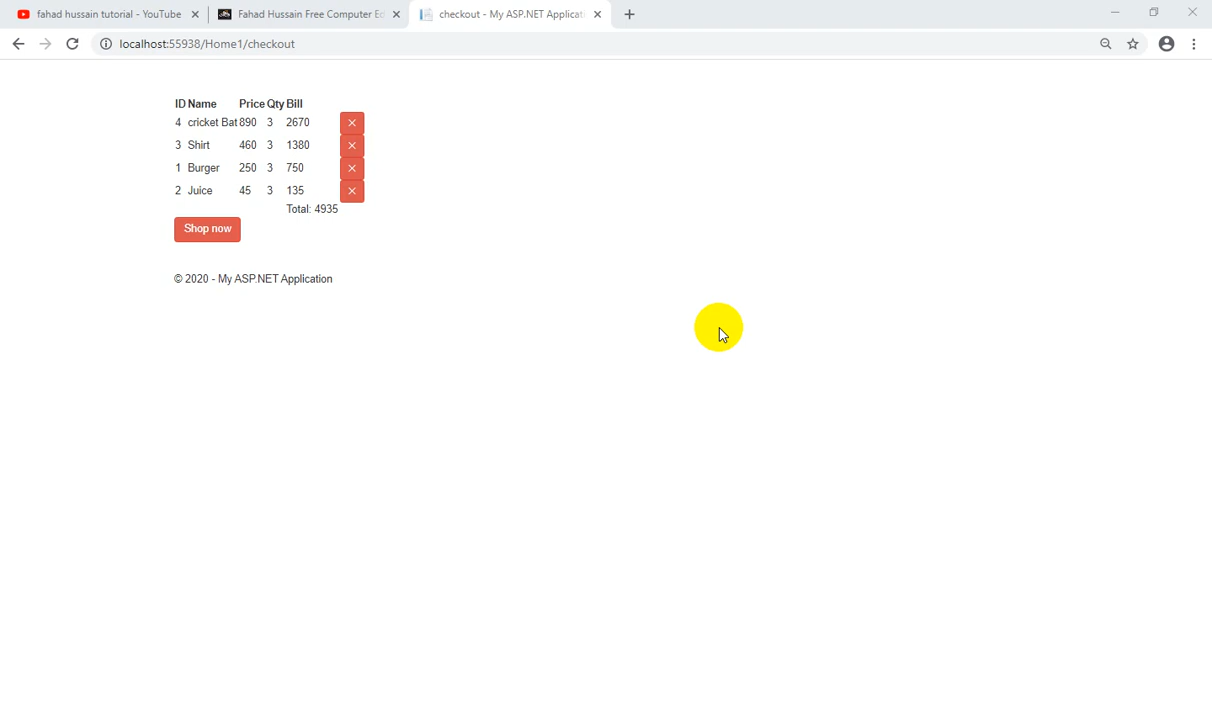 fahad hussain tutorial - YouTube
Fahad Hussain Free Computer Ec
checkout - My ASP.NET Applicati
localhost:55938/Home1/checkout
ID Name Price Qty Bill
4 cricket Bat 890 3 2670
3 Shirt 460 3 1380
1 Burger 250 3 750
2 Juice 45 3 135
Total: 4935
Shop now
© 2020 - My ASP.NET Application